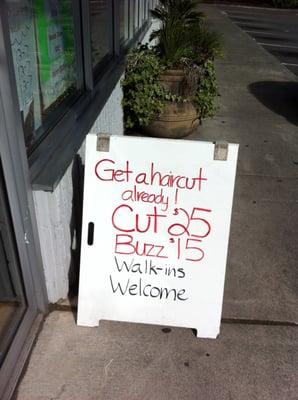 Get a haircut
already!
Cut $25
Buzz $15
Walk-ins
Welcome